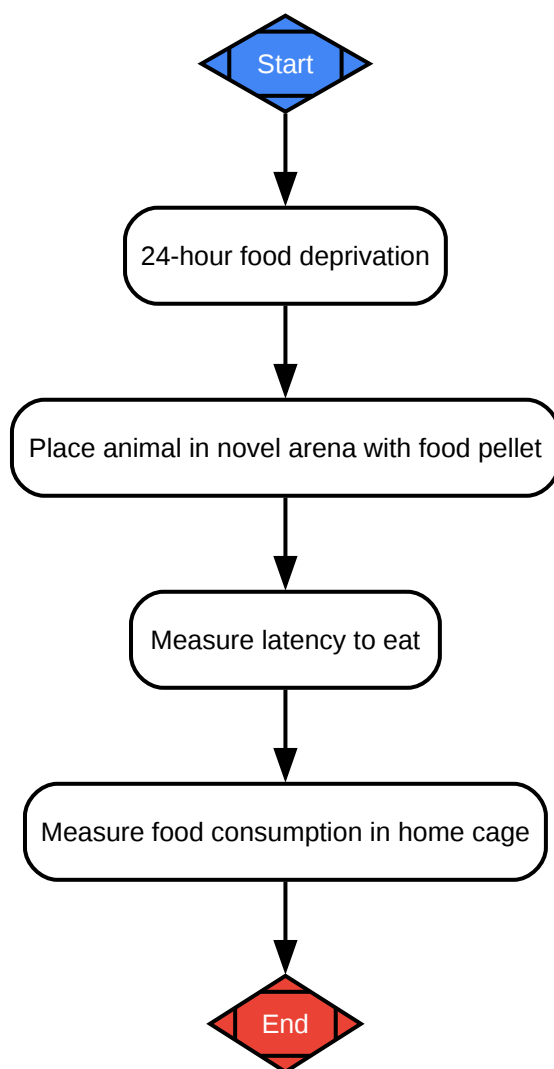 Start
24-hour food deprivation
Place animal in novel arena with food pellet
Measure latency to eat
Measure food consumption in home cage
End